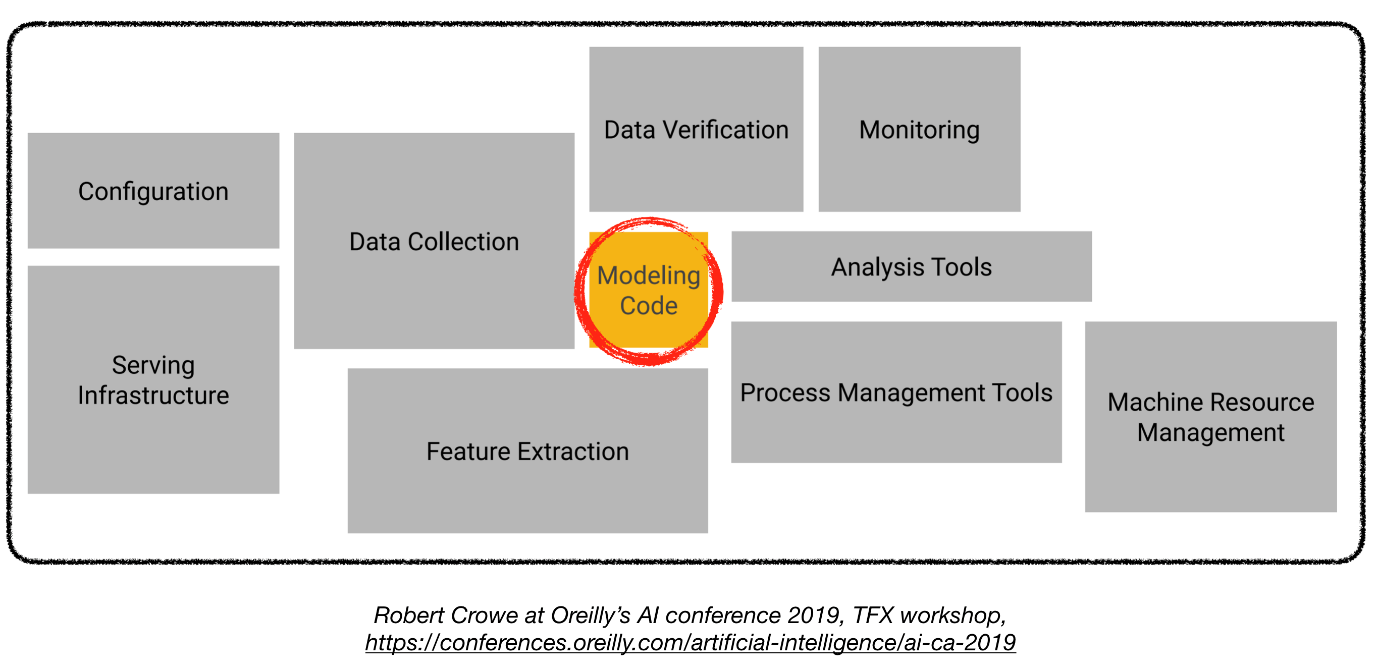 Data Verification
Monitoring
Configuration
Data Collection
Modeling
Code
Analysis Tools
Serving
Infrastructure
Process Management Tools
Machine Resource
Management
Feature Extraction
Robert Crowe at Oreilly's AI conference 2019, TFX workshop,
https://conferences.oreilly.com/artificial-intelligence/ai-ca-2019